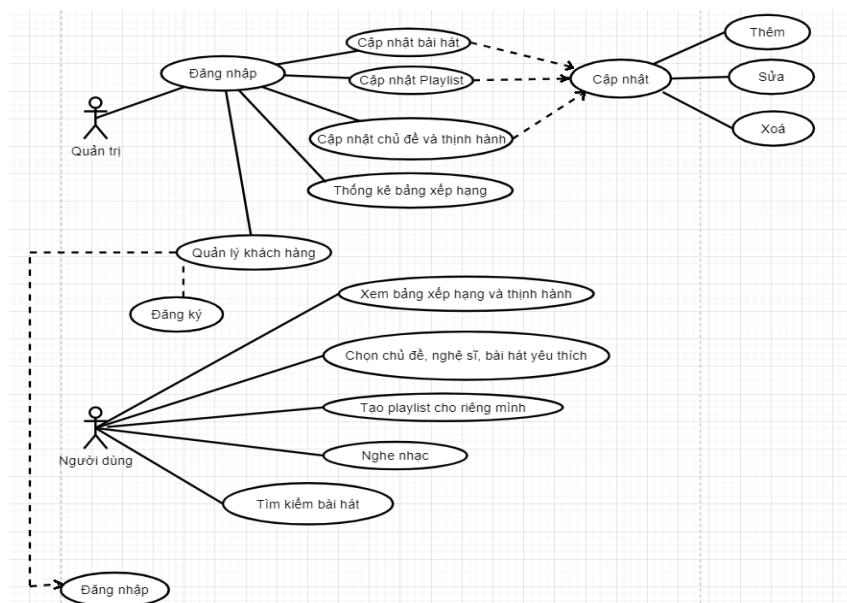 Cập nhật bài hát
Thêm
Đăng nhập
Cập nhật Playlist
Cập nhật
Sửa
Quản trị
Cập nhật chủ đề và thịnh hành
Xoá
Thống kê bảng xếp hạng
Quản lý khách hàng
Đăng ký
Xem bảng xếp hạng và thịnh hành
Chọn chủ đề, nghệ sĩ, bài hát yêu thích
Tạo playlist cho riêng mình
Người dùng
Nghe nhạc
Tìm kiếm bài hát
Đăng nhập